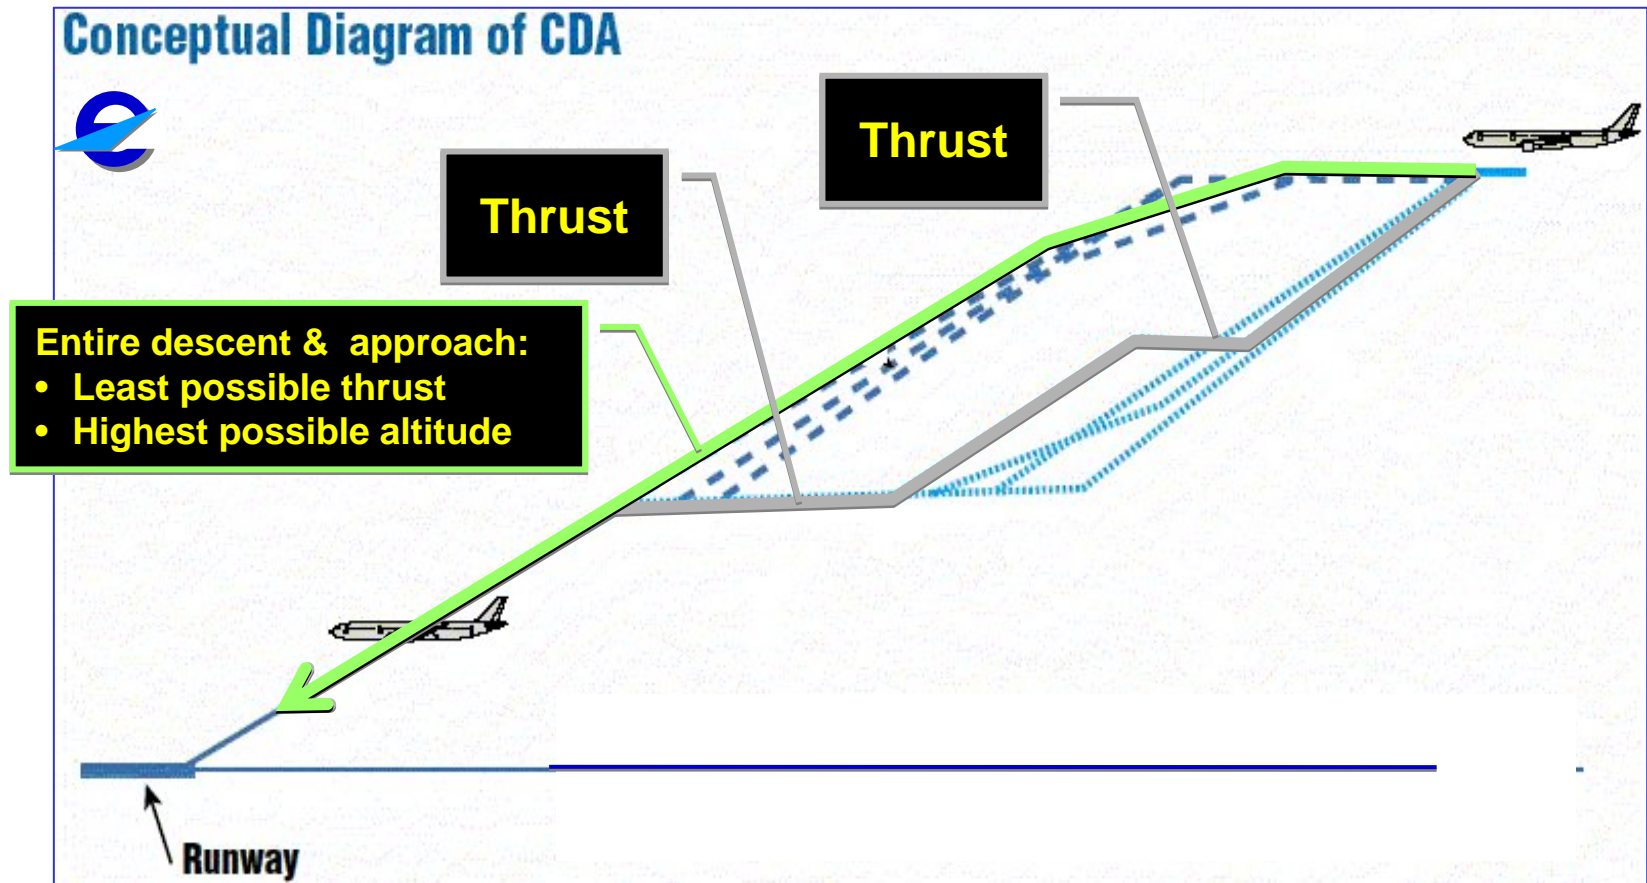 Conceptual Diagram of CDA
Thrust
Thrust
Entire descent & approach:
• Least possible thrust
• Highest possible altitude
Runway